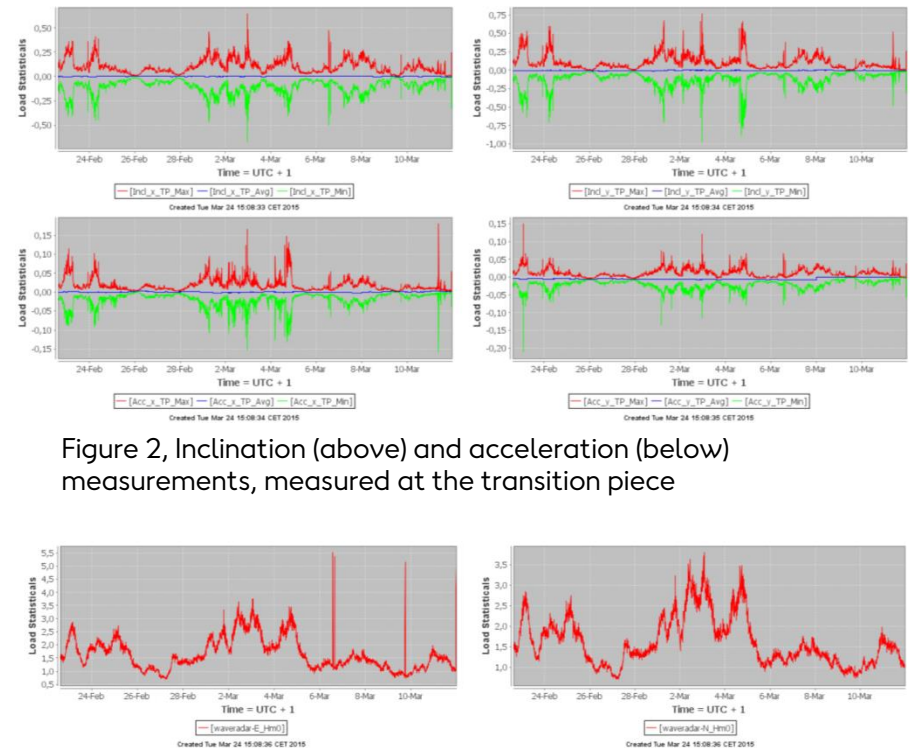 0,50
0,25
0,00
-0,25
-0,50
Load Statisticals
24-Feb 26-Feb 28-Feb 2-Mar 4-Mar 6-Mar 8-Mar 10-Mar
Time = UTC + 1
[Incl_x_TP_Max] [Incl_x_TP_Avg] [Incl_x_TP_Min]
Created Tue Mar 24 15:08:33 CET 2015
0,75
0,50
0,25
0,00
-0,25
-0,50
-0,75
-1,00
Load Statisticals
24-Feb 26-Feb 28-Feb 2-Mar 4-Mar 6-Mar 8-Mar 10-Mar
Time = UTC + 1
[Incl_y_TP_Max] [Incl_y_TP_Avg] [Incl_y_TP_Min]
Created Tue Mar 24 15:08:34 CET 2015
0,15
0,10
0,05
0,00
-0,05
-0,10
-0,15
Load Statisticals
24-Feb 26-Feb 28-Feb 2-Mar 4-Mar 6-Mar 8-Mar 10-Mar
Time = UTC + 1
[Acc_x_TP_Max] [Acc_x_TP_Avg] [Acc_x_TP_Min]
Created Tue Mar 24 15:08:34 CET 2015
0,15
0,10
0,05
0,00
-0,05
-0,10
-0,15
-0,20
Load Statisticals
24-Feb 26-Feb 28-Feb 2-Mar 4-Mar 6-Mar 8-Mar 10-Mar
Time = UTC + 1
[Acc_y_TP_Max] [Acc_y_TP_Avg] [Acc_y_TP_Min]
Created Tue Mar 24 15:08:35 CET 2015
Figure 2, Inclination (above) and acceleration (below)
measurements, measured at the transition piece
5,5
5,0
4,5
4,0
3,5
3,0
2,5
2,0
1,5
1,0
0,5
Load Statisticals
24-Feb 26-Feb 28-Feb 2-Mar 4-Mar 6-Mar 8-Mar 10-Mar
Time = UTC + 1
[waveradar-E_Hm0]
Created Tue Mar 24 15:08:36 CET 2015
3,5
3,0
2,5
2,0
1,5
1,0
Load Statisticals
24-Feb 26-Feb 28-Feb 2-Mar 4-Mar 6-Mar 8-Mar 10-Mar
Time = UTC + 1
[waveradar-N_Hm0]
Created Tue Mar 24 15:08:36 CET 2015